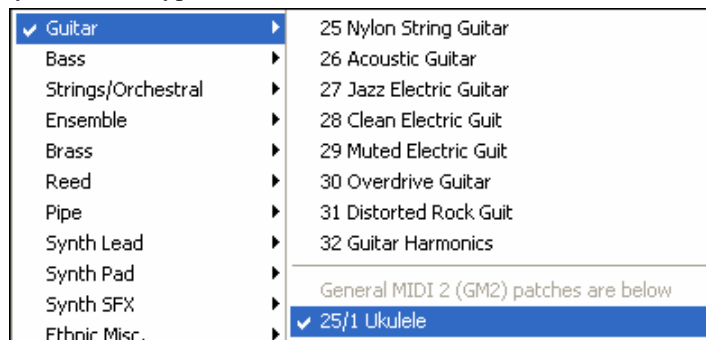 Guitar
Bass
Strings/Orchestral
Ensemble
Brass
Reed
Pipe
Synth Lead
Synth Pad
Synth SFX
Ethnic Misc.
25 Nylon String Guitar
26 Acoustic Guitar
27 Jazz Electric Guitar
28 Clean Electric Guit
29 Muted Electric Guit
30 Overdrive Guitar
31 Distorted Rock Guit
32 Guitar Harmonics
General MIDI 2 (GM2) patches are below
25/1 Ukulele